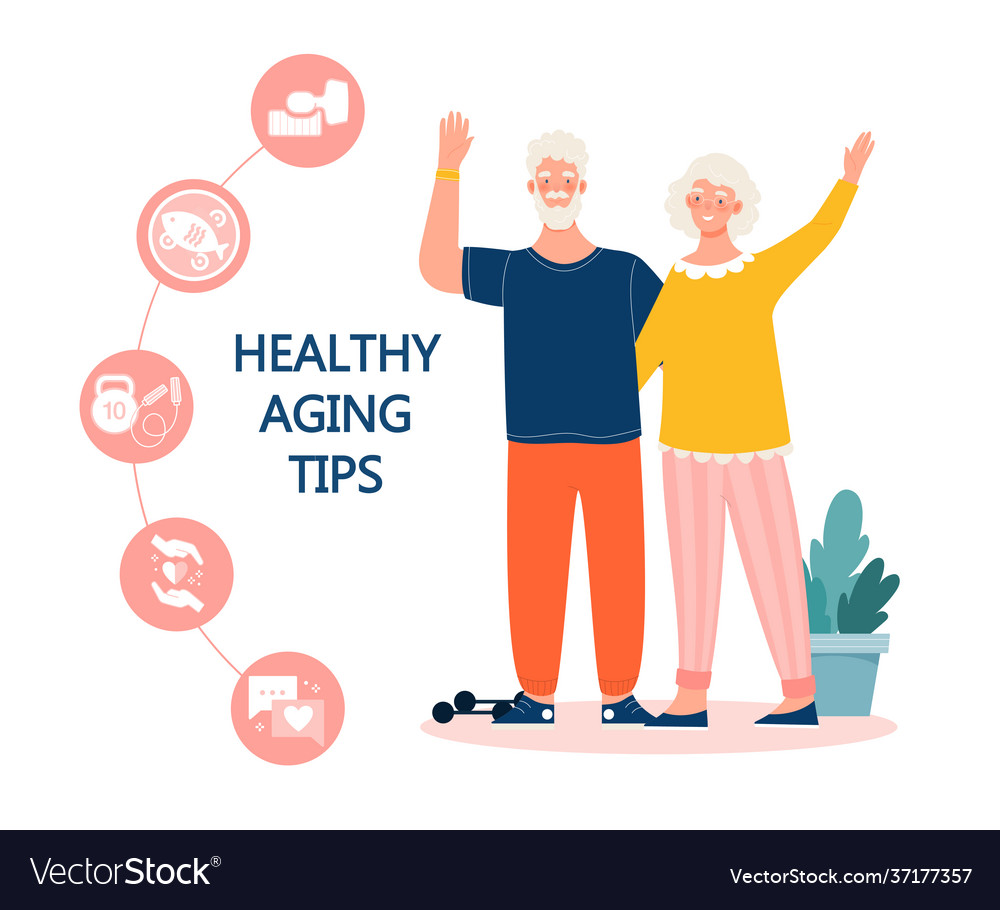 HEALTHY
AGING
TIPS
10
VectorStock®
VectorStock.com/37177357